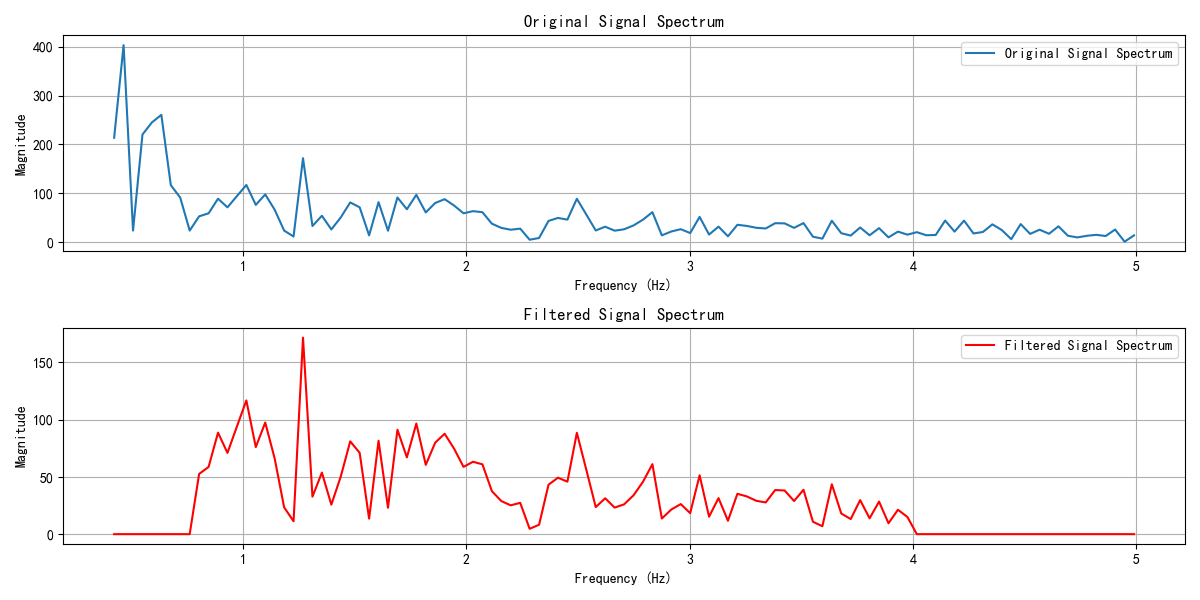 Original Signal Spectrum
Original Signal Spectrum
400
300
200
100
0
Magnitude
1 2 3 4 5
Frequency (Hz)
Filtered Signal Spectrum
Filtered Signal Spectrum
150
100
50
0
Magnitude
1 2 3 4 5
Frequency (Hz)